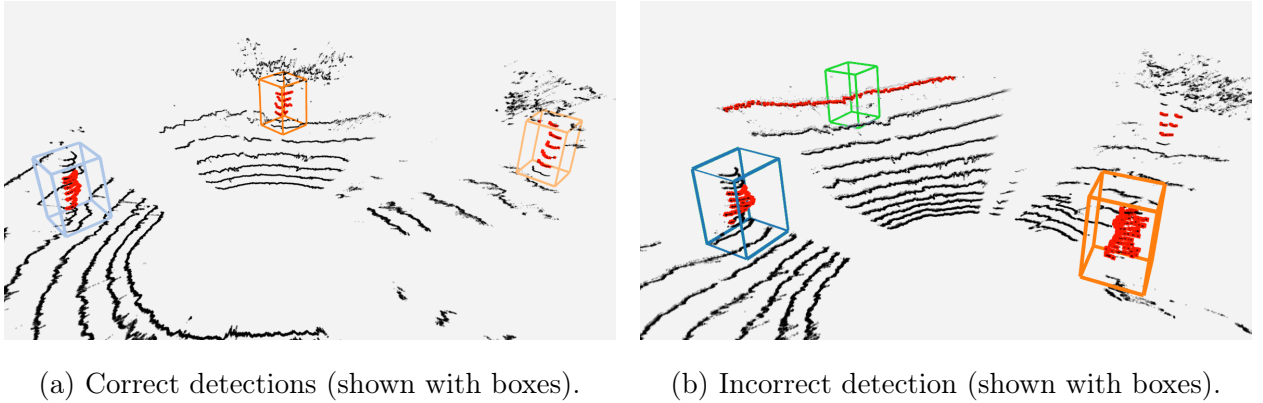 (a) Correct detections (shown with boxes).
(b) Incorrect detection (shown with boxes).